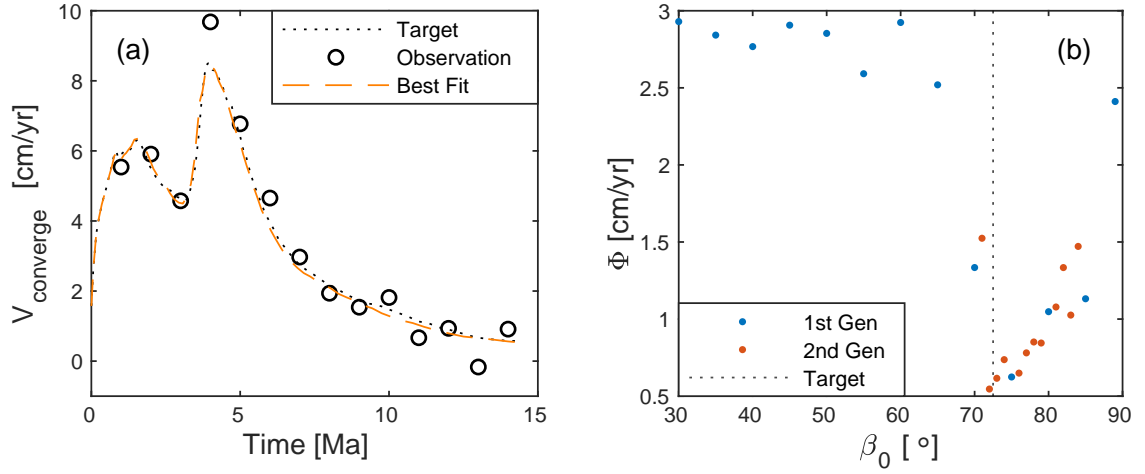 (a)
Target
Observation
Best Fit
V converge [cm/yr]
10
8
6
4
2
0
0 5 10 15
Time [Ma]
(b)
Φ [cm/yr]
3
2.5
2
1.5
1
0.5
1st Gen
2nd Gen
Target
30 40 50 60 70 80 90
β0 [ °]